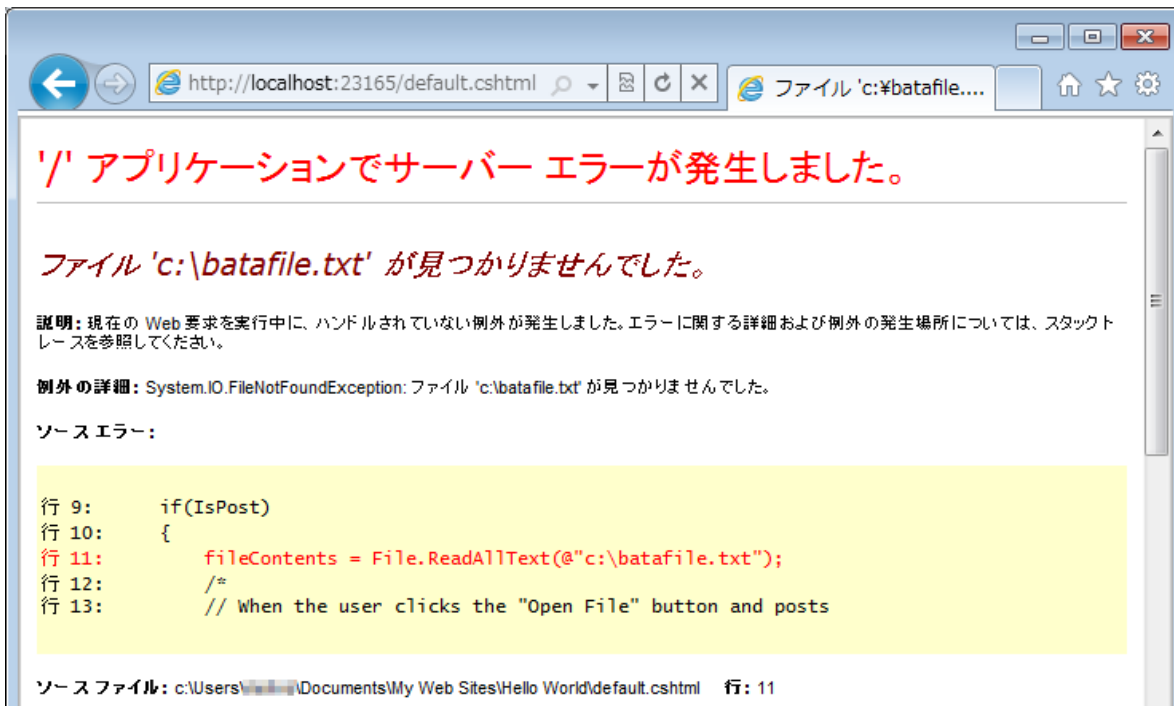 http://localhost:23165/default.cshtml
ファイル 'c:¥batafile....
'/' アプリケーションでサーバー エラーが発生しました。
ファイル 'c:\batafile.txt' が見つかりませんでした。
説明: 現在の Web 要求を実行中に、ハンドルされていない例外が発生しました。エラーに関する詳細および例外の発生場所については、スタックト
レースを参照してください。
例外の詳細: System.IO.FileNotFoundException: ファイル 'c:\batafile.txt' が見つかりませんでした。
ソース エラー:
行 9:       if(IsPost)
行 10:      {
行 11:          fileContents = File.ReadAllText(@"c:\batafile.txt");
行 12:          /*
行 13:          // When the user clicks the "Open File" button and posts
ソース ファイル: c:\Users\ \Documents\My Web Sites\Hello World\default.cshtml    行: 11